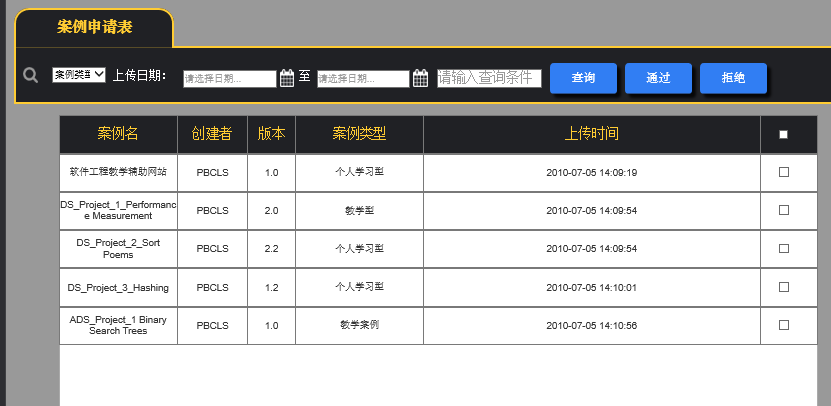 案例申请表
案例类型 上传日期： 请选择日期... 至 请选择日期... 请输入查询条件 查询 通过 拒绝
案例名 创建者 版本 案例类型 上传时间
软件工程教学辅助网站 PBCLS 1.0 个人学习型 2010-07-05 14:09:19
DS_Project_1_Performanc
e Measurement PBCLS 2.0 教学型 2010-07-05 14:09:54
DS_Project_2_Sort
Poems PBCLS 2.2 个人学习型 2010-07-05 14:09:54
DS_Project_3_Hashing PBCLS 1.2 个人学习型 2010-07-05 14:10:01
ADS_Project_1 Binary
Search Trees PBCLS 1.0 教学案例 2010-07-05 14:10:56